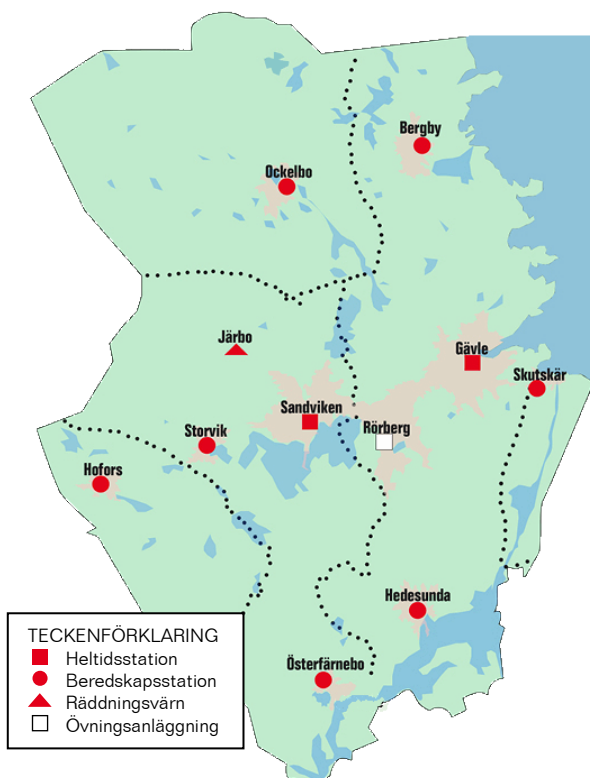 Bergby
Ockelbo
Järbo
Gävle
Skutskär
Sandviken
Rörberg
Storvik
Hofors
Hedesunda
Österfärnebo
TECKENFÖRKLARING
Heltidsstation
Beredskapsstation
Räddningsvärn
Övningsanläggning